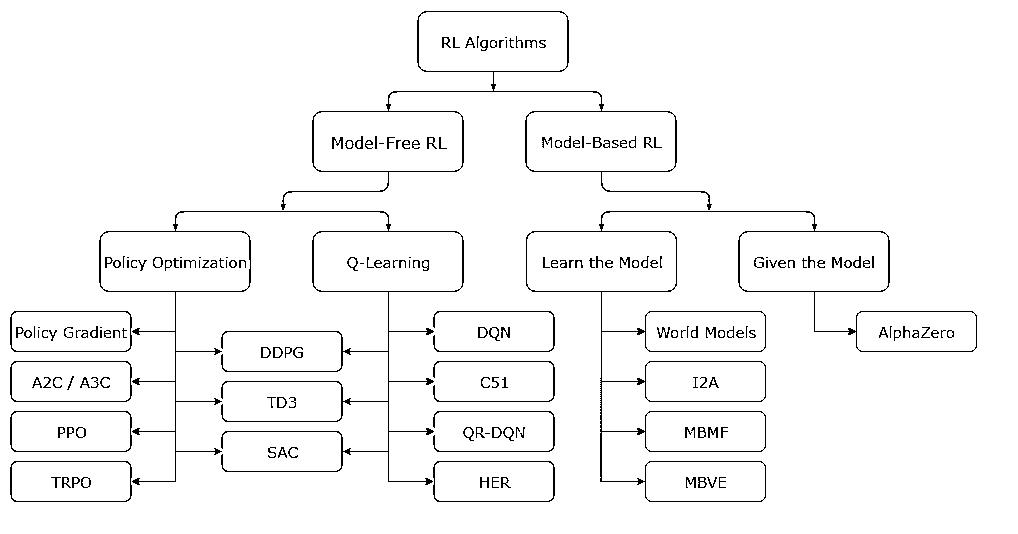 RL Algorithms
Model-Free RL
Model-Based RL
Policy Optimization
Q-Learning
Learn the Model
Given the Model
Policy Gradient
A2C / A3C
PPO
TRPO
DDPG
TD3
SAC
DQN
C51
QR-DQN
HER
World Models
I2A
MBMF
MBVE
AlphaZero